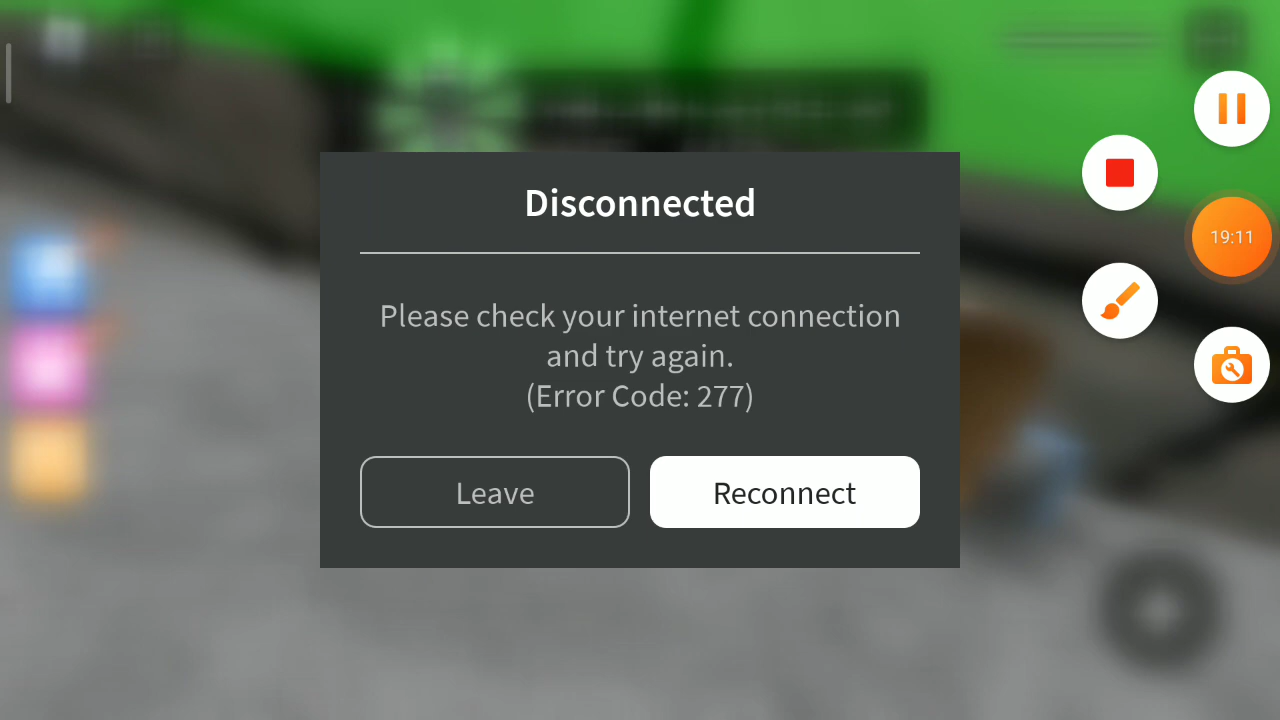 Disconnected
Please check your internet connection
and try again.
(Error Code: 277)
Leave
Reconnect
19:11